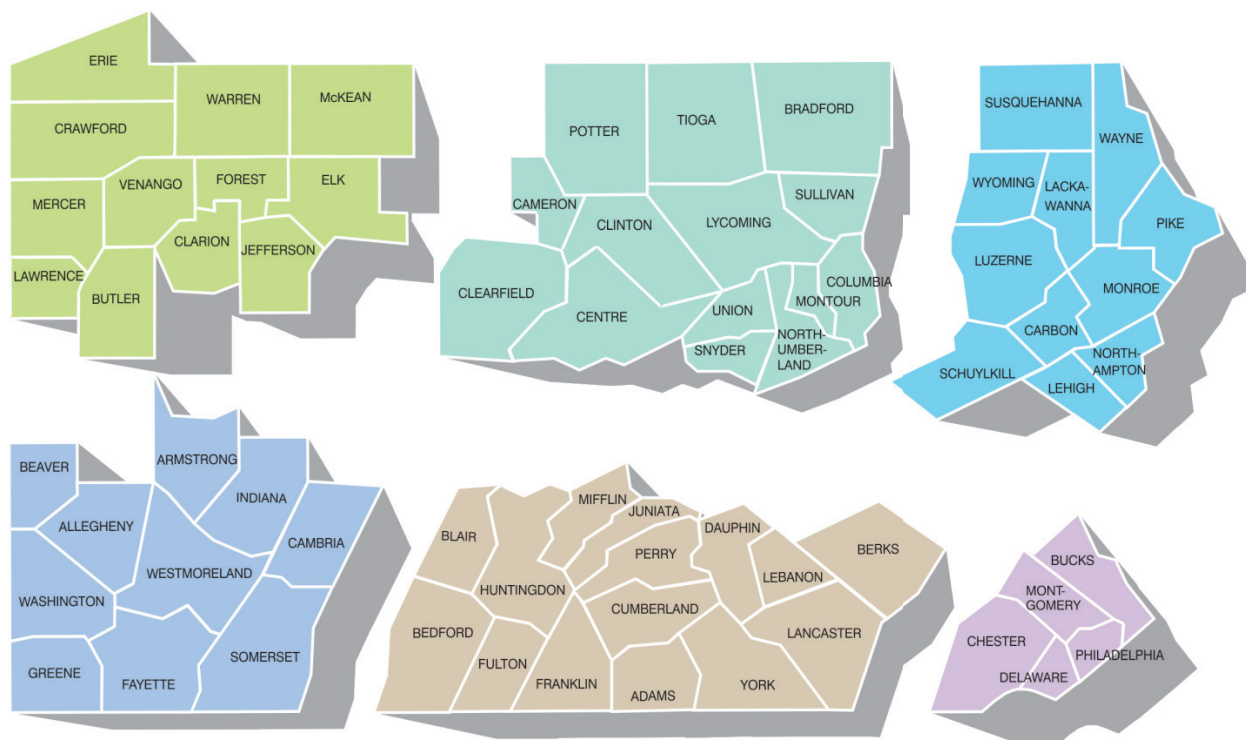 ERIE
WARREN
McKEAN
CRAWFORD
VENANGO
FOREST
ELK
MERCER
CLARION
JEFFERSON
LAWRENCE
BUTLER
POTTER
TIOGA
BRADFORD
CAMERON
SULLIVAN
CLINTON
LYCOMING
CLEARFIELD
CENTRE
UNION
MONTOUR
COLUMBIA
SNYDER
NORTH-
UMBER-
LAND
SUSQUEHANNA
WAYNE
WYOMING
LACKA-
WANNA
PIKE
LUZERNE
MONROE
CARBON
SCHUYLKILL
NORTH-
AMPTON
LEHIGH
BEAVER
ARMSTRONG
INDIANA
ALLEGHENY
CAMBRIA
WESTMORELAND
WASHINGTON
SOMERSET
GREENE
FAYETTE
MIFFLIN
JUNIATA
DAUPHIN
BLAIR
PERRY
BERKS
LEBANON
HUNTINGDON
CUMBERLAND
BEDFORD
LANCASTER
FULTON
FRANKLIN
ADAMS
YORK
BUCKS
MONT-
GOMERY
CHESTER
PHILADELPHIA
DELAWARE